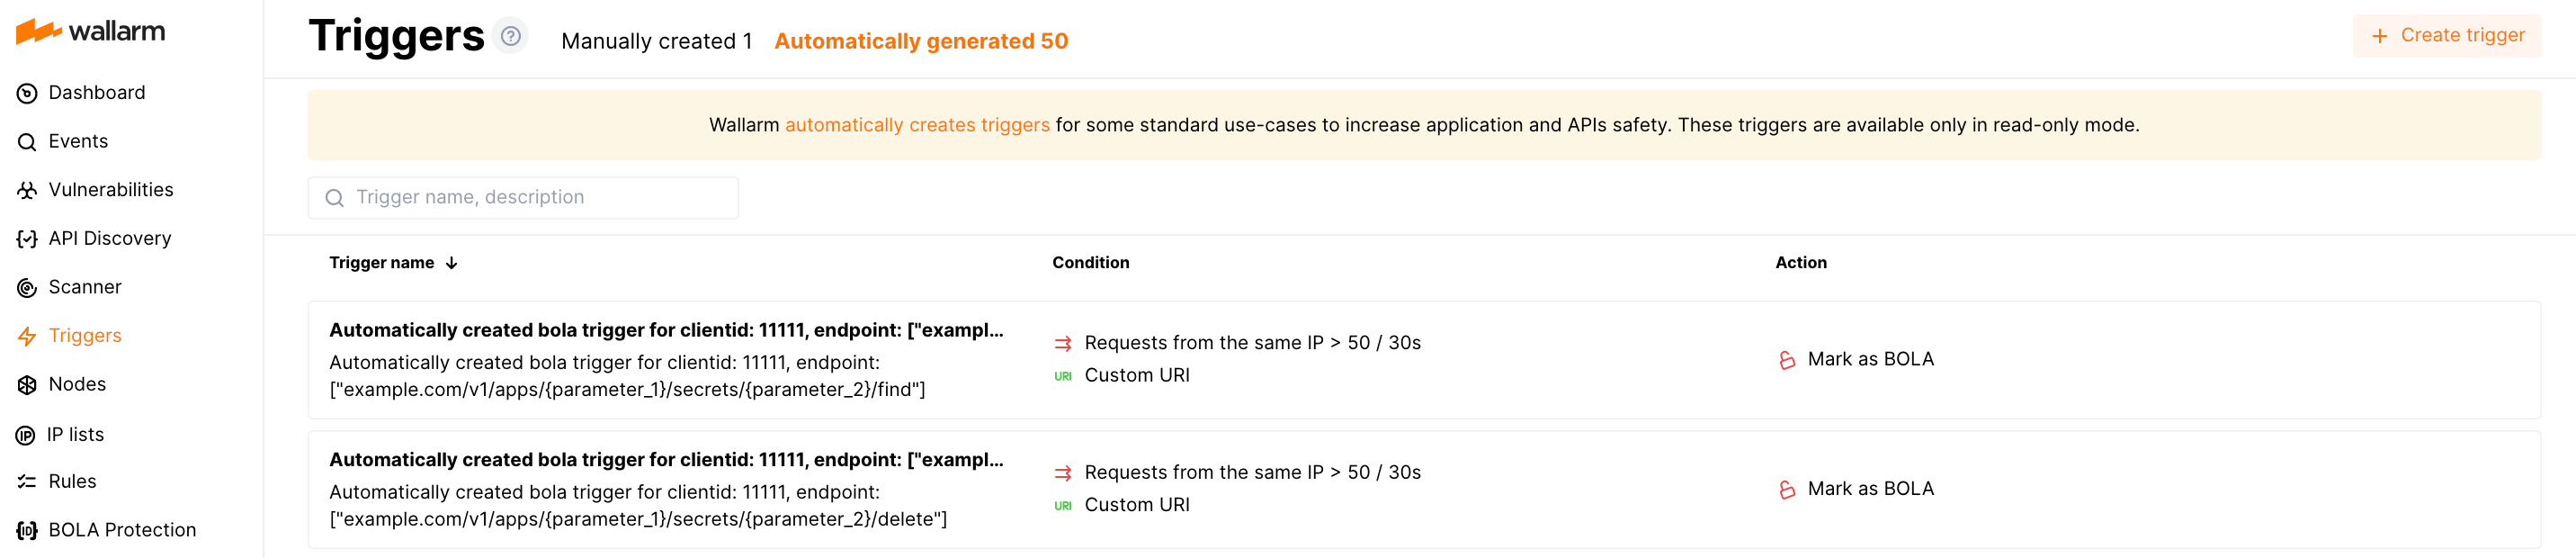 wallarm
Dashboard
Events
Vulnerabilities
API Discovery
Scanner
Triggers
Nodes
IP lists
Rules
BOLA Protection
Triggers ? Manually created 1 Automatically generated 50
+ Create trigger
Wallarm automatically creates triggers for some standard use-cases to increase application and APIs safety. These triggers are available only in read-only mode.
Trigger name, description
Trigger name ↓ Condition Action
Automatically created bola trigger for clientid: 11111, endpoint: ["exampl...
Automatically created bola trigger for clientid: 11111, endpoint:
["example.com/v1/apps/{parameter_1}/secrets/{parameter_2}/find"]
Requests from the same IP > 50 / 30s
URI Custom URI
Mark as BOLA
Automatically created bola trigger for clientid: 11111, endpoint: ["exampl...
Automatically created bola trigger for clientid: 11111, endpoint:
["example.com/v1/apps/{parameter_1}/secrets/{parameter_2}/delete"]
Requests from the same IP > 50 / 30s
URI Custom URI
Mark as BOLA